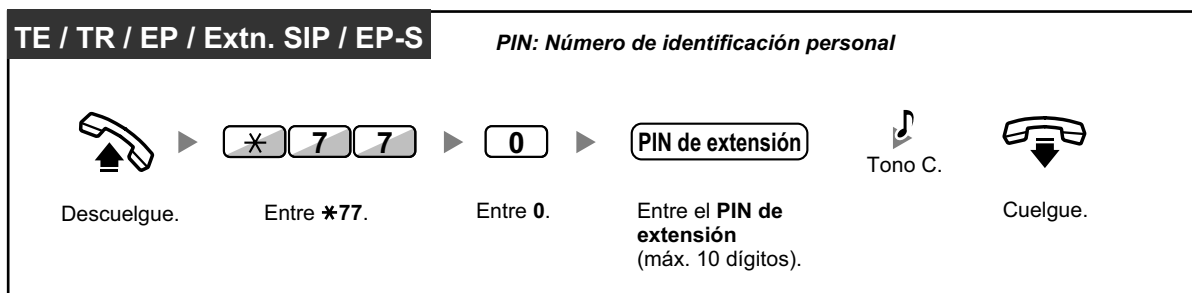 TE / TR / EP / Extn. SIP / EP-S
PIN: Número de identificación personal
* 7 7
0
PIN de extensión
Tono C.
Descuelgue.
Entre *77.
Entre 0.
Entre el PIN de
extensión
(máx. 10 dígitos).
Cuelgue.